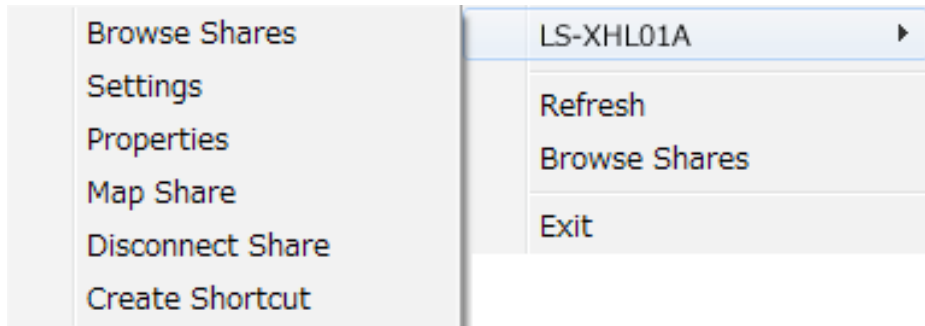 Browse Shares
Settings
Properties
Map Share
Disconnect Share
Create Shortcut
LS-XHL01A
Refresh
Browse Shares
Exit